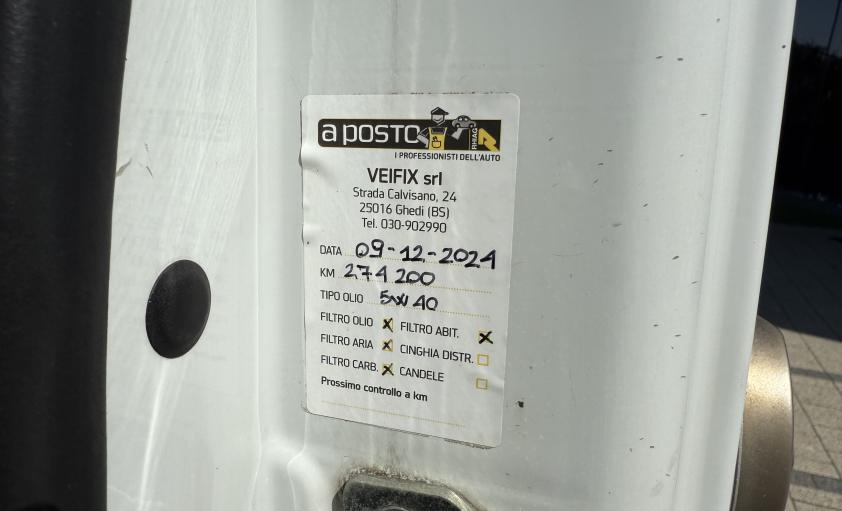 a posto
RHIAG
I PROFESSIONISTI DELL'AUTO
VEIFIX srl
Strada Calvisano, 24
25016 Ghedi (BS)
Tel. 030-902990
DATA 09-12-2024
KM 274 200
TIPO OLIO 5W40
FILTRO OLIO X FILTRO ABIT. X
FILTRO ARIA X CINGHIA DISTR.
FILTRO CARB. X CANDELE
Prossimo controllo a km